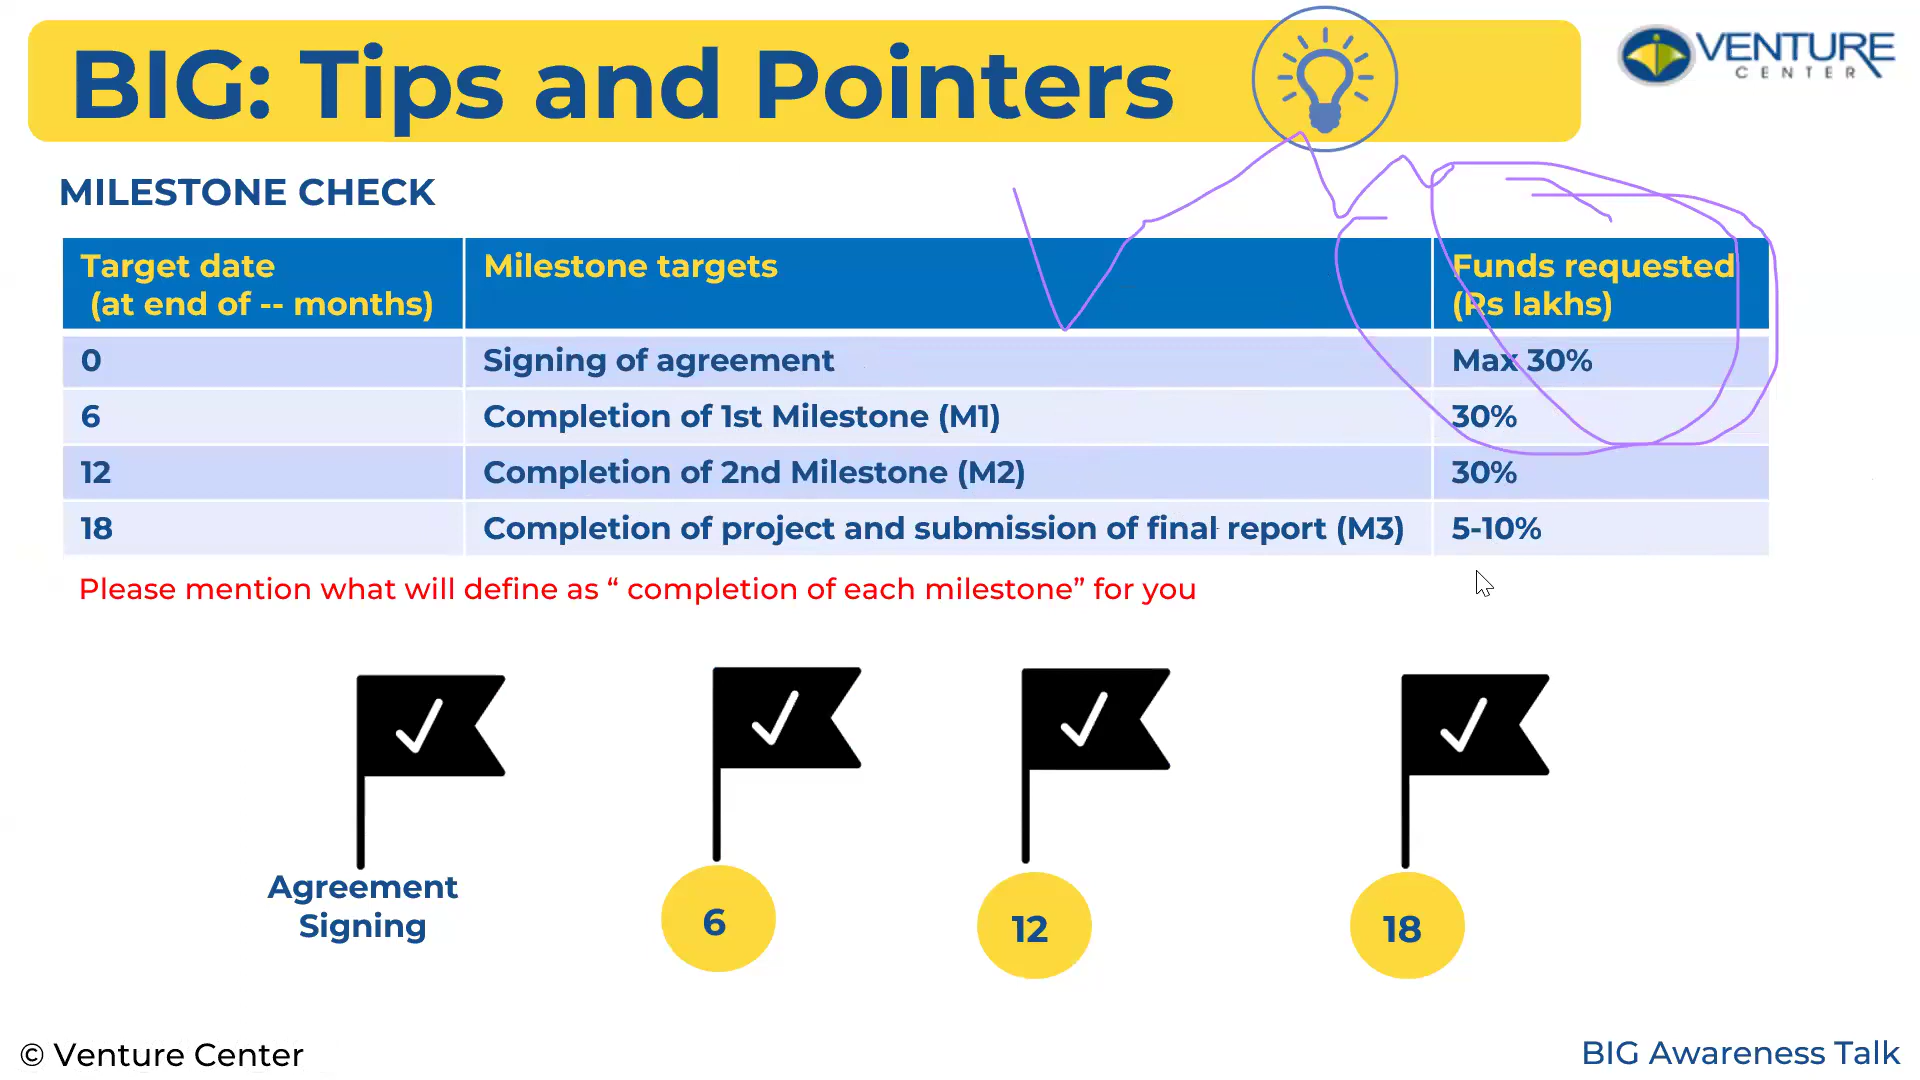 BIG: Tips and Pointers
VENTURE
CENTER
MILESTONE CHECK
Target date
(at end of -- months)
Milestone targets
Funds requested
(Rs lakhs)
0
Signing of agreement
Max 30%
6
Completion of 1st Milestone (M1)
30%
12
Completion of 2nd Milestone (M2)
30%
18
Completion of project and submission of final report (M3)
5-10%
Please mention what will define as “ completion of each milestone” for you
Agreement
Signing
6
12
18
© Venture Center
BIG Awareness Talk